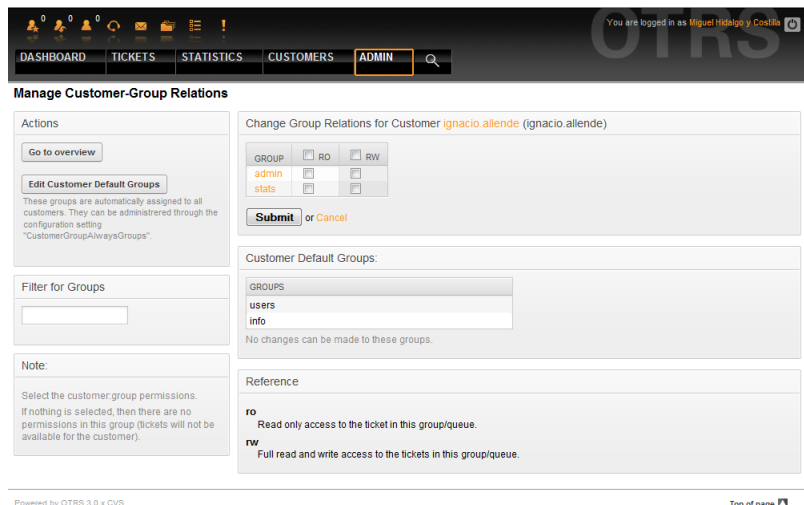 0 0 0
You are logged in as Miguel Hidalgo y Costilla
OTRS
DASHBOARD TICKETS STATISTICS CUSTOMERS ADMIN
Manage Customer-Group Relations
Actions
Go to overview
Edit Customer Default Groups
These groups are automatically assigned to all
customers. They can be administrered through the
configuration setting
"CustomerGroupAlwaysGroups".
Filter for Groups
Note:
Select the customer:group permissions.
If nothing is selected, then there are no
permissions in this group (tickets will not be
available for the customer).
Change Group Relations for Customer ignacio.allende (ignacio.allende)
GROUP RO RW
admin
stats
Submit or Cancel
Customer Default Groups:
GROUPS
users
info
No changes can be made to these groups.
Reference
ro
Read only access to the ticket in this group/queue.
rw
Full read and write access to the tickets in this group/queue.
Powered by OTRS 3.0.x CVS
Top of page